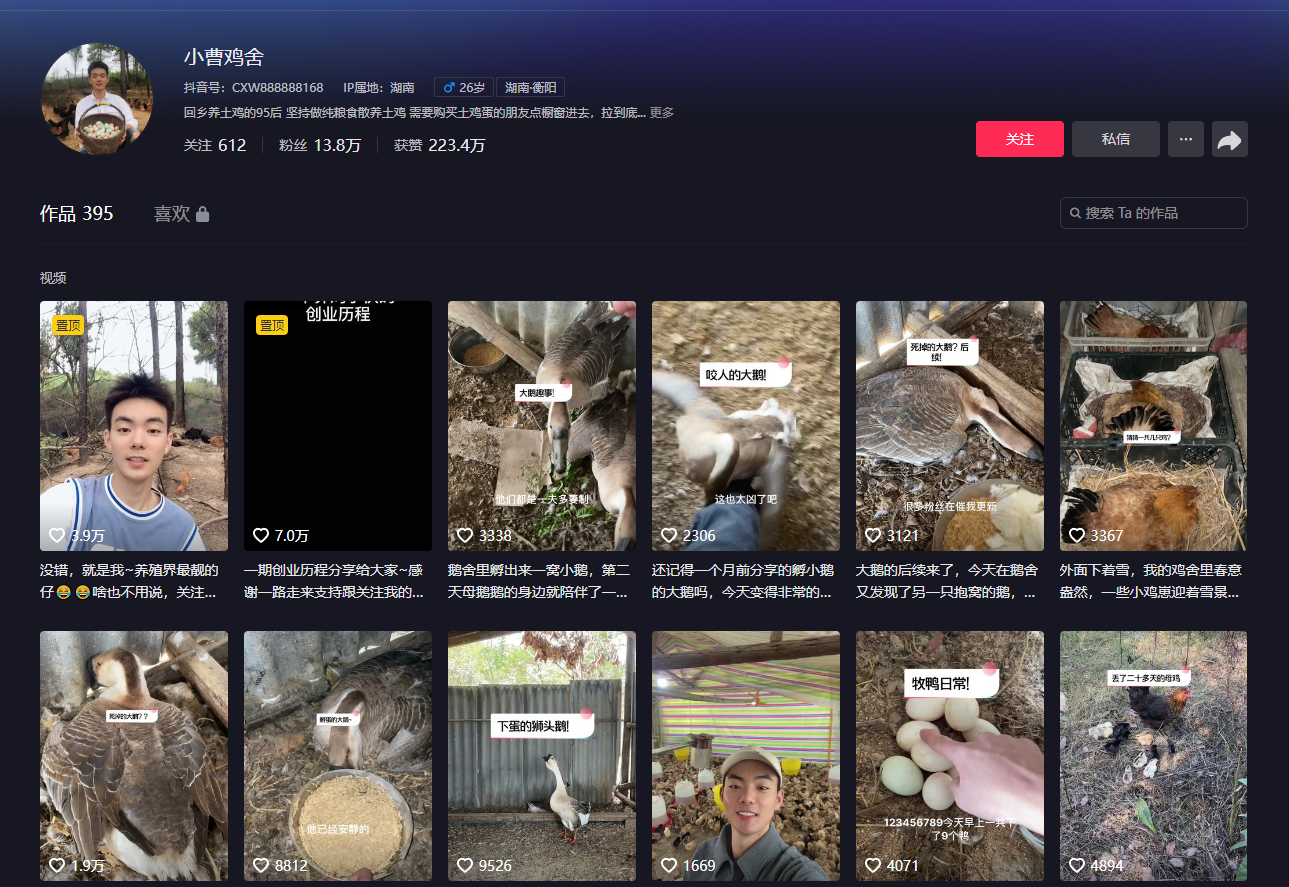 小曹鸡舍
抖音号：CXW888888168 IP属地：湖南 ♂ 26岁 湖南·衡阳
回乡养土鸡的95后 坚持做纯粮食散养土鸡 需要购买土鸡蛋的朋友点橱窗进去，拉到底... 更多
关注 612 粉丝 13.8万 获赞 223.4万
关注 私信 ...
作品 395 喜欢
搜索 Ta 的作品
视频
置顶
3.9万
没错，就是我~养殖界最靓的
仔😂😂啥也不用说，关注...
置顶
创业历程
7.0万
一期创业历程分享给大家~感
谢一路走来支持跟关注我的...
大鹅趣事!
他们都是一夫多妻制
3338
鹅舍里孵出来一窝小鹅，第二
天母鹅鹅的身边就陪伴了一...
咬人的大鹅!
这也太凶了吧
2306
还记得一个月前分享的孵小鹅
的大鹅吗，今天变得非常的...
死掉的大鹅？后
续!
很多粉丝在催我更新
3121
大鹅的后续来了，今天在鹅舍
又发现了另一只抱窝的鹅，...
猜猜一共几只鸡?
3367
外面下着雪，我的鸡舍里春意
盎然，一些小鸡崽迎着雪景...
死掉的大鹅？？
1.9万
孵蛋的大鹅~
他已经安静的
8812
下蛋的狮头鹅!
9526
1669
牧鸭日常!
123456789今天早上一共下
了9个鸭
4071
丢了二十多天的母鸡
4894